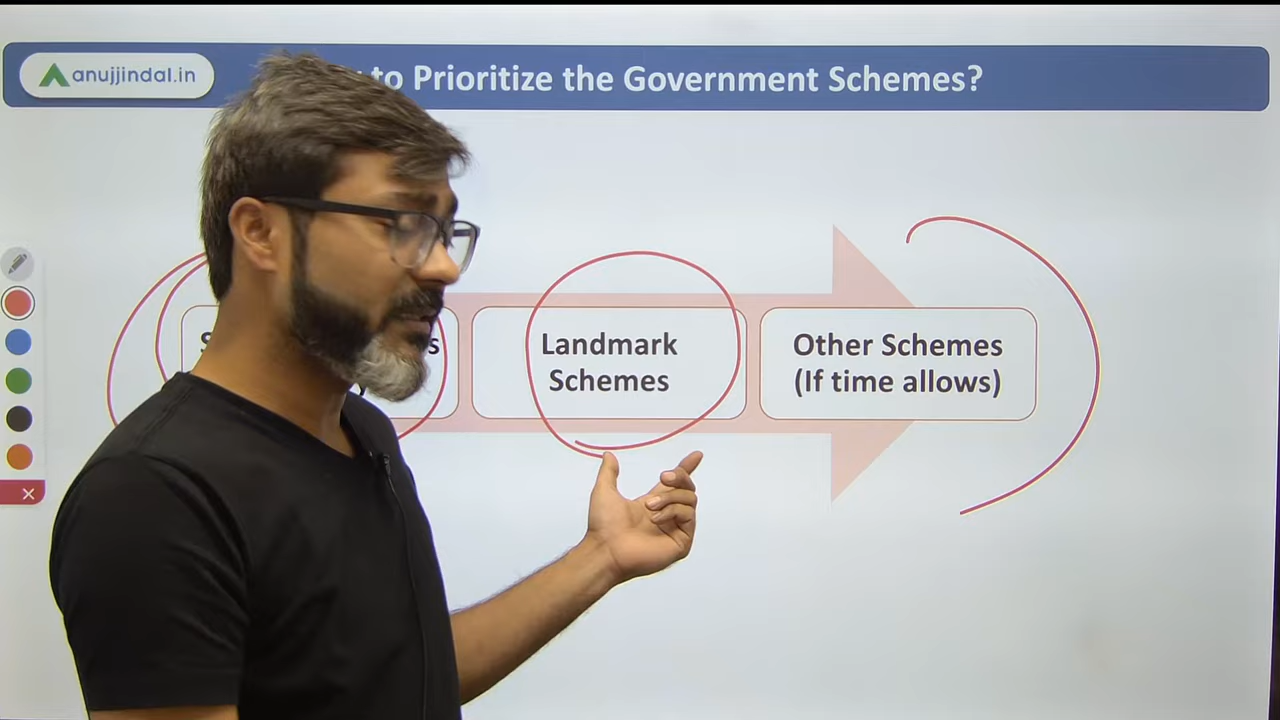 anujjindal.in
to Prioritize the Government Schemes?
Landmark
Schemes
Other Schemes
(If time allows)